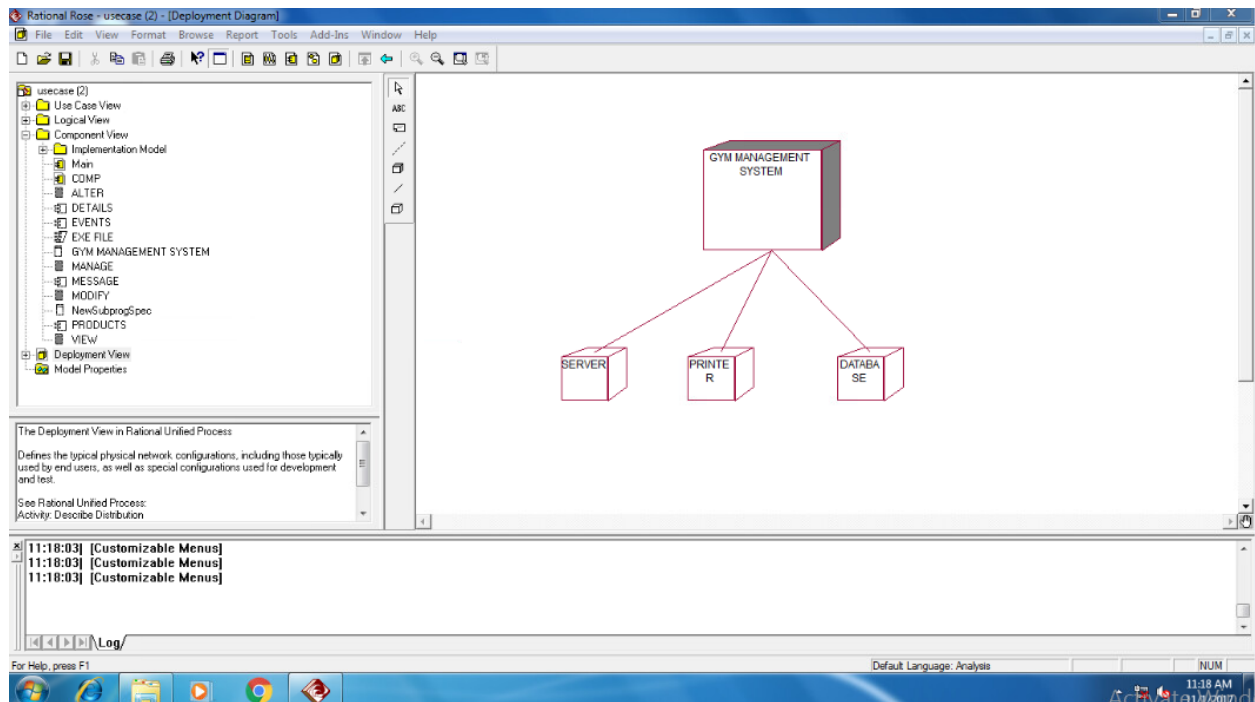 Rational Rose - usecase (2) - [Deployment Diagram]
File Edit View Format Browse Report Tools Add-Ins Window Help
usecase (2)
Use Case View
Logical View
Component View
Implementation Model
Main
COMP
ALTER
DETAILS
EVENTS
EXE FILE
GYM MANAGEMENT SYSTEM
MANAGE
MESSAGE
MODIFY
NewSubprogSpec
PRODUCTS
VIEW
Deployment View
Model Properties
The Deployment View in Rational Unified Process
Defines the typical physical network configurations, including those typically
used by end users, as well as special configurations used for development
and test.
See Rational Unified Process:
Activity: Describe Distribution
ABC
GYM MANAGEMENT
SYSTEM
SERVER
PRINTE
R
DATABA
SE
11:18:03| [Customizable Menus]
11:18:03| [Customizable Menus]
11:18:03| [Customizable Menus]
Log
For Help, press F1
Default Language: Analysis
NUM
11:18 AM